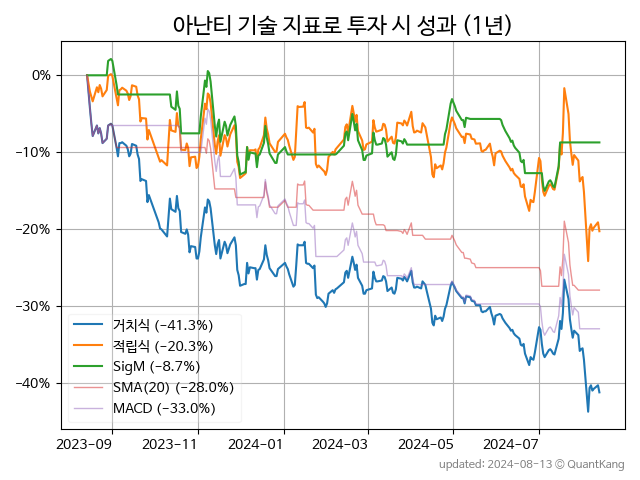 아난티 기술 지표로 투자 시 성과 (1년)
0%
−10%
−20%
−30%
−40%
거치식 (−41.3%)
적립식 (−20.3%)
SigM (−8.7%)
SMA(20) (−28.0%)
MACD (−33.0%)
2023-09 2023-11 2024-01 2024-03 2024-05 2024-07
updated: 2024-08-13 © QuantKang